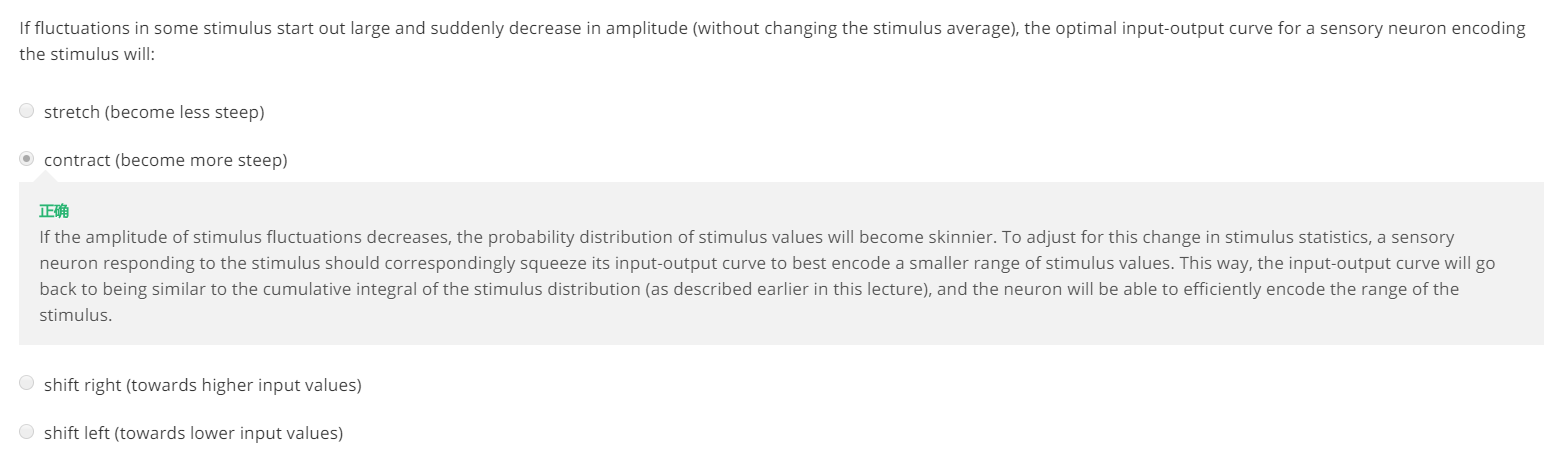 If fluctuations in some stimulus start out large and suddenly decrease in amplitude (without changing the stimulus average), the optimal input-output curve for a sensory neuron encoding
the stimulus will:
stretch (become less steep)
contract (become more steep)
正确
If the amplitude of stimulus fluctuations decreases, the probability distribution of stimulus values will become skinnier. To adjust for this change in stimulus statistics, a sensory
neuron responding to the stimulus should correspondingly squeeze its input-output curve to best encode a smaller range of stimulus values. This way, the input-output curve will go
back to being similar to the cumulative integral of the stimulus distribution (as described earlier in this lecture), and the neuron will be able to efficiently encode the range of the
stimulus.
shift right (towards higher input values)
shift left (towards lower input values)